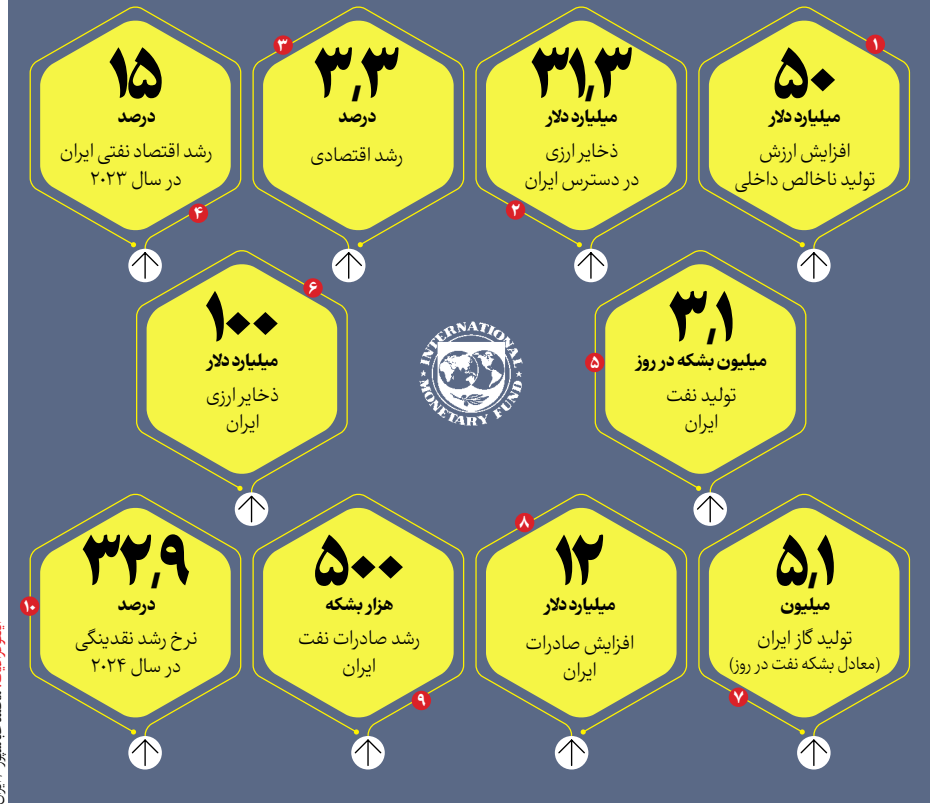 ۱
۵۰
میلیارد دلار
افزایش ارزش
تولید ناخالص داخلی
۲
۳۱٫۳
میلیارد دلار
ذخایر ارزی
در دسترس ایران
۳
۳٫۳
درصد
رشد اقتصادی
۴
۱۵
درصد
رشد اقتصاد نفتی ایران
در سال ۲۰۲۳
۵
۳٫۱
میلیون بشکه در روز
تولید نفت
ایران
INTERNATIONAL
MONETARY FUND
۶
۱۰۰
میلیارد دلار
ذخایر ارزی
ایران
۷
۵٫۱
میلیون
تولید گاز ایران
(معادل بشکه نفت در روز)
۸
۱۲
میلیارد دلار
افزایش صادرات
ایران
۹
۵۰۰
هزار بشکه
رشد صادرات نفت
ایران
۱۰
۳۲٫۹
درصد
نرخ رشد نقدینگی
در سال ۲۰۲۴